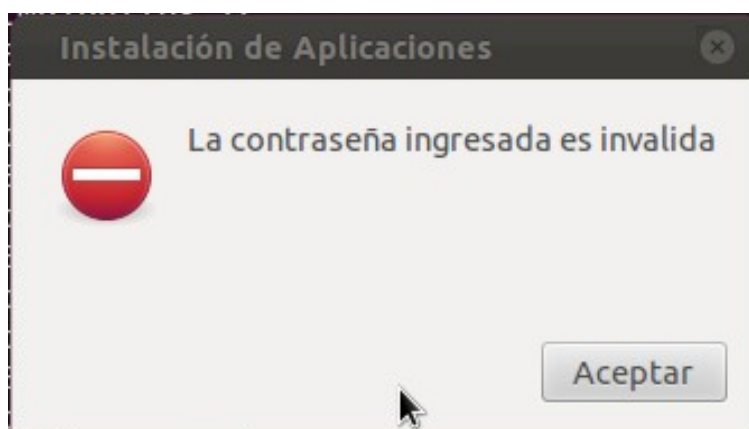 Instalación de Aplicaciones
La contraseña ingresada es invalida
Aceptar